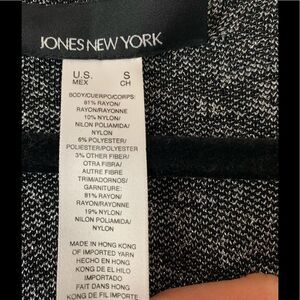 JONES NEW YORK
U.S. S
MEX CH
BODY/CUERPO/CORPS:
81% RAYON/
RAYON/RAYONNE
10% NYLON/
NILON POLIAMIDA/
NYLON
6% POLYESTER/
POLIESTER/POLYESTER
3% OTHER FIBER/
OTRA FIBRA/
AUTRE FIBRE
TRIM/ADORNOS/
GARNITURE:
81% RAYON/
RAYON/RAYONNE
19% NYLON/
NILON POLIAMIDA/
NYLON
MADE IN HONG KONG
OF IMPORTED YARN
HECHO EN HONG
KONG DE EL HILO
IMPORTADO
FAIT DANS HONG
KONG DE FILS
IMPORTE